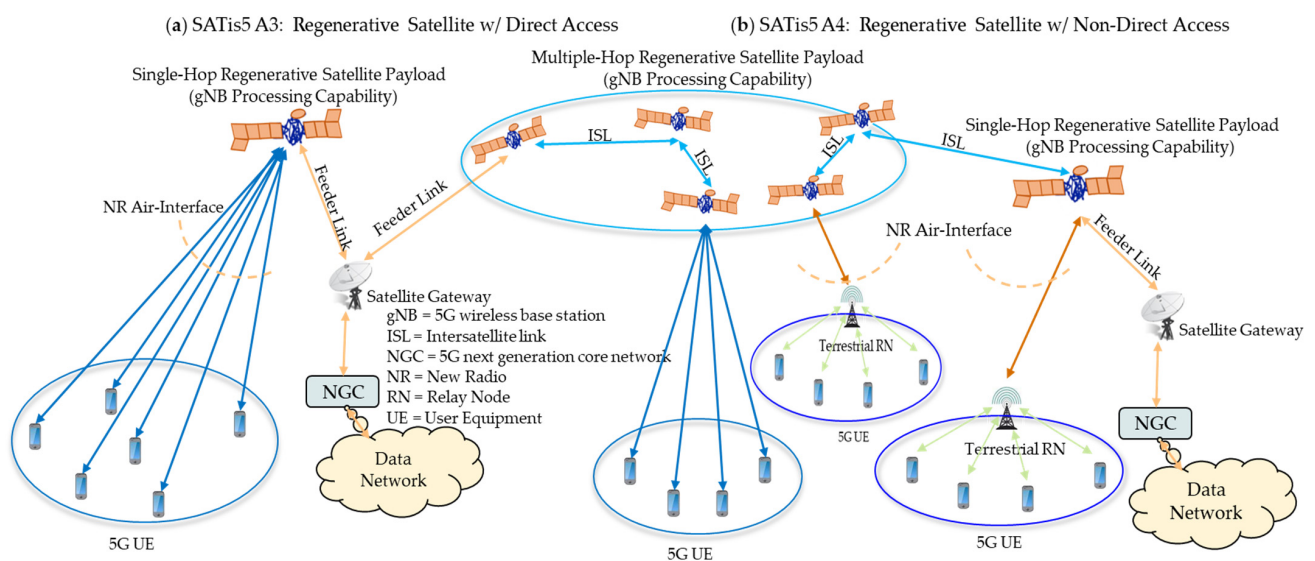 (a) SATis5 A3: Regenerative Satellite w/ Direct Access
(b) SATis5 A4: Regenerative Satellite w/ Non-Direct Access
Single-Hop Regenerative Satellite Payload
(gNB Processing Capability)
Multiple-Hop Regenerative Satellite Payload
(gNB Processing Capability)
Single-Hop Regenerative Satellite Payload
(gNB Processing Capability)
ISL
ISL
ISL
ISL
NR Air-Interface
Feeder Link
Feeder Link
NR Air-Interface
Feeder Link
Satellite Gateway
gNB = 5G wireless base station
ISL = Intersatellite link
NGC = 5G next generation core network
NR = New Radio
RN = Relay Node
UE = User Equipment
NGC
Data
Network
5G UE
5G UE
Terrestrial RN
5G UE
Terrestrial RN
5G UE
Satellite Gateway
NGC
Data
Network